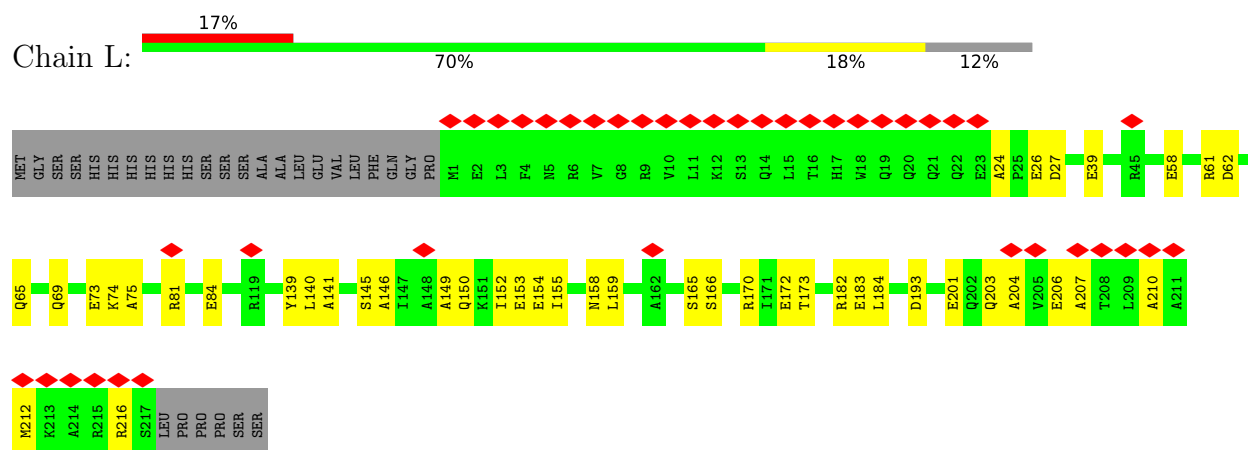 17%
Chain L:
70% 18% 12%
MET GLY SER SER HIS HIS HIS HIS HIS HIS SER SER SER ALA ALA LEU GLU VAL LEU PHE GLN GLY PRO M1 E2 L3 F4 N5 R6 V7 G8 R9 V10 L11 K12 S13 Q14 L15 T16 H17 W18 Q19 Q20 Q21 Q22 E23 A24 P25 E26 D27 E39 R45 E58 R61 D62
Q65 Q69 E73 K74 A75 R81 E84 R119 Y139 L140 A141 S145 A146 I147 A148 A149 Q150 K151 I152 E153 E154 I155 N158 L159 A162 S165 S166 R170 I171 E172 T173 R182 E183 L184 D193 E201 Q202 Q203 A204 V205 E206 A207 T208 L209 A210 A211
M212 K213 A214 R215 R216 S217 LEU PRO PRO PRO SER SER